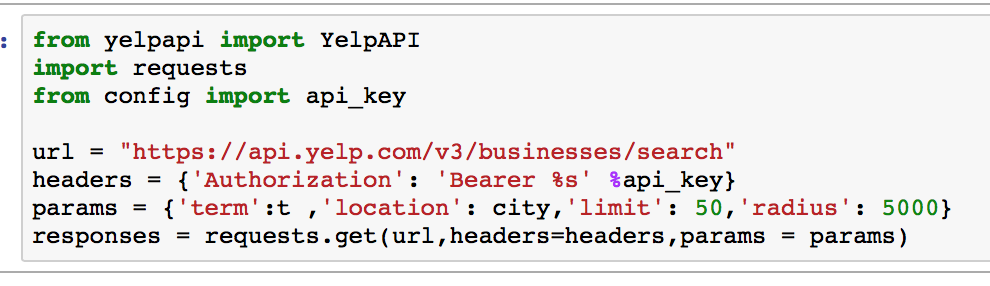 :
from yelpapi import YelpAPI
import requests
from config import api_key
url = "https://api.yelp.com/v3/businesses/search"
headers = {'Authorization': 'Bearer %s' %api_key}
params = {'term':t ,'location': city,'limit': 50,'radius': 5000}
responses = requests.get(url,headers=headers,params = params)